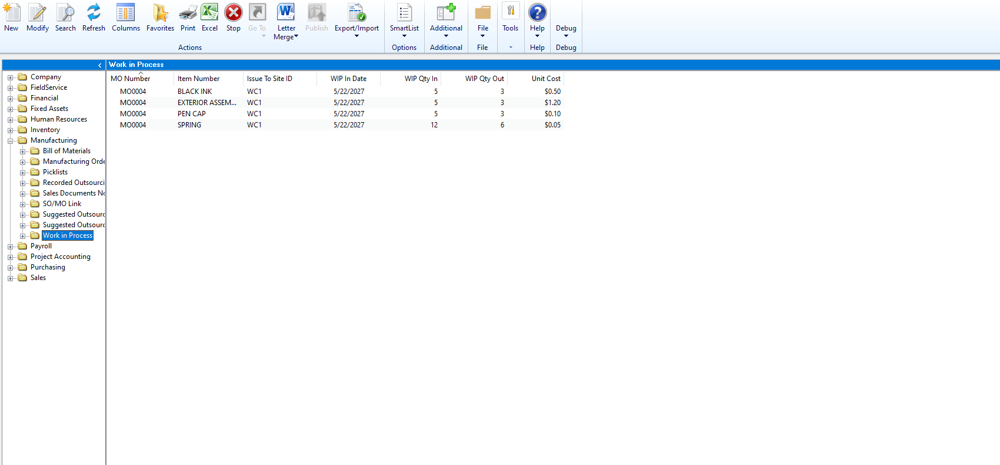 New Modify Search Refresh Columns Favorites Print Excel Stop Go To Letter Merge Publish Export/Import SmartList Additional File Tools Help Debug
Actions Options Additional File Help Debug
< Work in Process
Company
FieldService
Financial
Fixed Assets
Human Resources
Inventory
Manufacturing
Bill of Materials
Manufacturing Orde
Picklists
Recorded Outsourci
Sales Documents No
SO/MO Link
Suggested Outsourc
Suggested Outsourc
Work in Process
Payroll
Project Accounting
Purchasing
Sales
MO Number Item Number Issue To Site ID WIP In Date WIP Qty In WIP Qty Out Unit Cost
MO0004 BLACK INK WC1 5/22/2027 5 3 $0.50
MO0004 EXTERIOR ASSEM... WC1 5/22/2027 5 3 $1.20
MO0004 PEN CAP WC1 5/22/2027 5 3 $0.10
MO0004 SPRING WC1 5/22/2027 12 6 $0.05